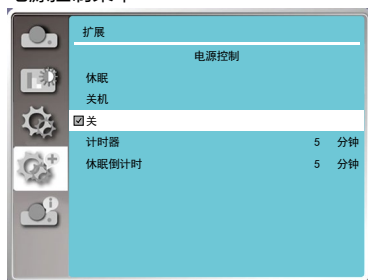 扩展
电源控制
休眠
关机
关
计时器 5 分钟
休眠倒计时 5 分钟